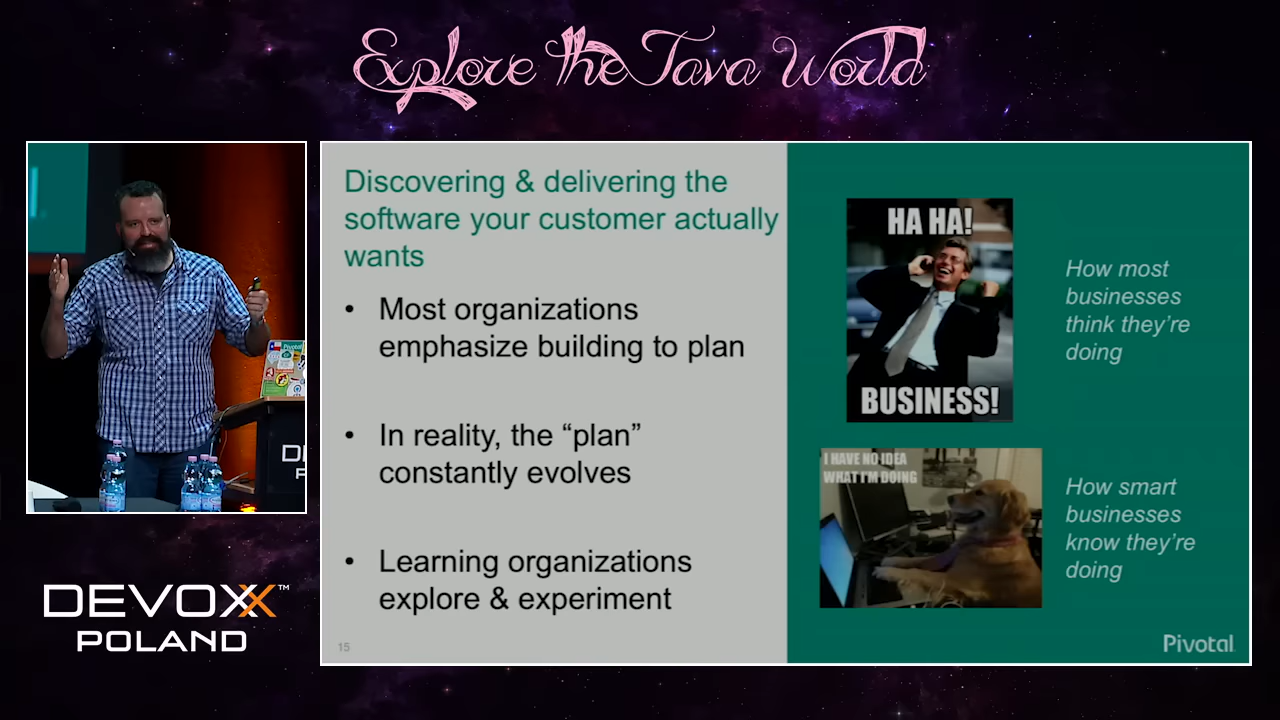 Explore the Java World
Discovering & delivering the
software your customer actually
wants
• Most organizations
emphasize building to plan
• In reality, the “plan”
constantly evolves
• Learning organizations
explore & experiment
15
HA HA!
BUSINESS!
How most
businesses
think they’re
doing
I HAVE NO IDEA
WHAT I'M DOING
How smart
businesses
know they’re
doing
Pivotal
Pivotal
DEVOXX™
POLAND